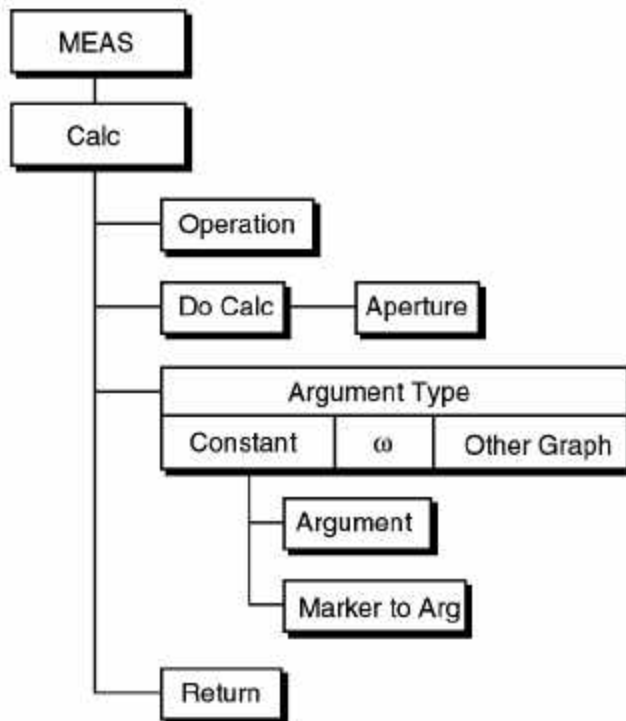 MEAS
Calc
Operation
Do Calc Aperture
Argument Type
Constant ω Other Graph
Argument
Marker to Arg
Return